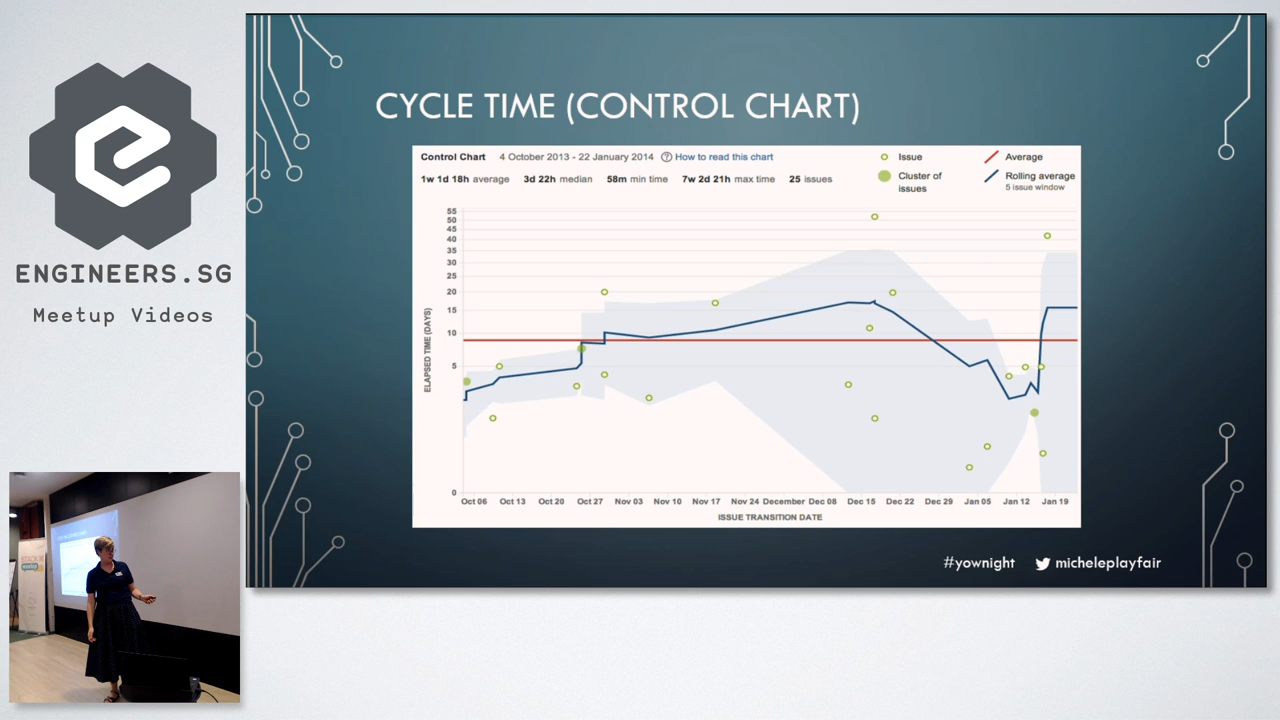 ENGINEERS.SG
Meetup Videos
CYCLE TIME (CONTROL CHART)
Control Chart 4 October 2013 - 22 January 2014 ? How to read this chart
1w 1d 18h average 3d 22h median 58m min time 7w 2d 21h max time 25 issues
Issue
Average
Cluster of
issues
Rolling average
5 issue window
ELAPSED TIME (DAYS)
55
50
45
40
35
30
25
20
15
10
5
0
Oct 06 Oct 13 Oct 20 Oct 27 Nov 03 Nov 10 Nov 17 Nov 24 December Dec 08 Dec 15 Dec 22 Dec 29 Jan 05 Jan 12 Jan 19
ISSUE TRANSITION DATE
#yownight micheleplayfair